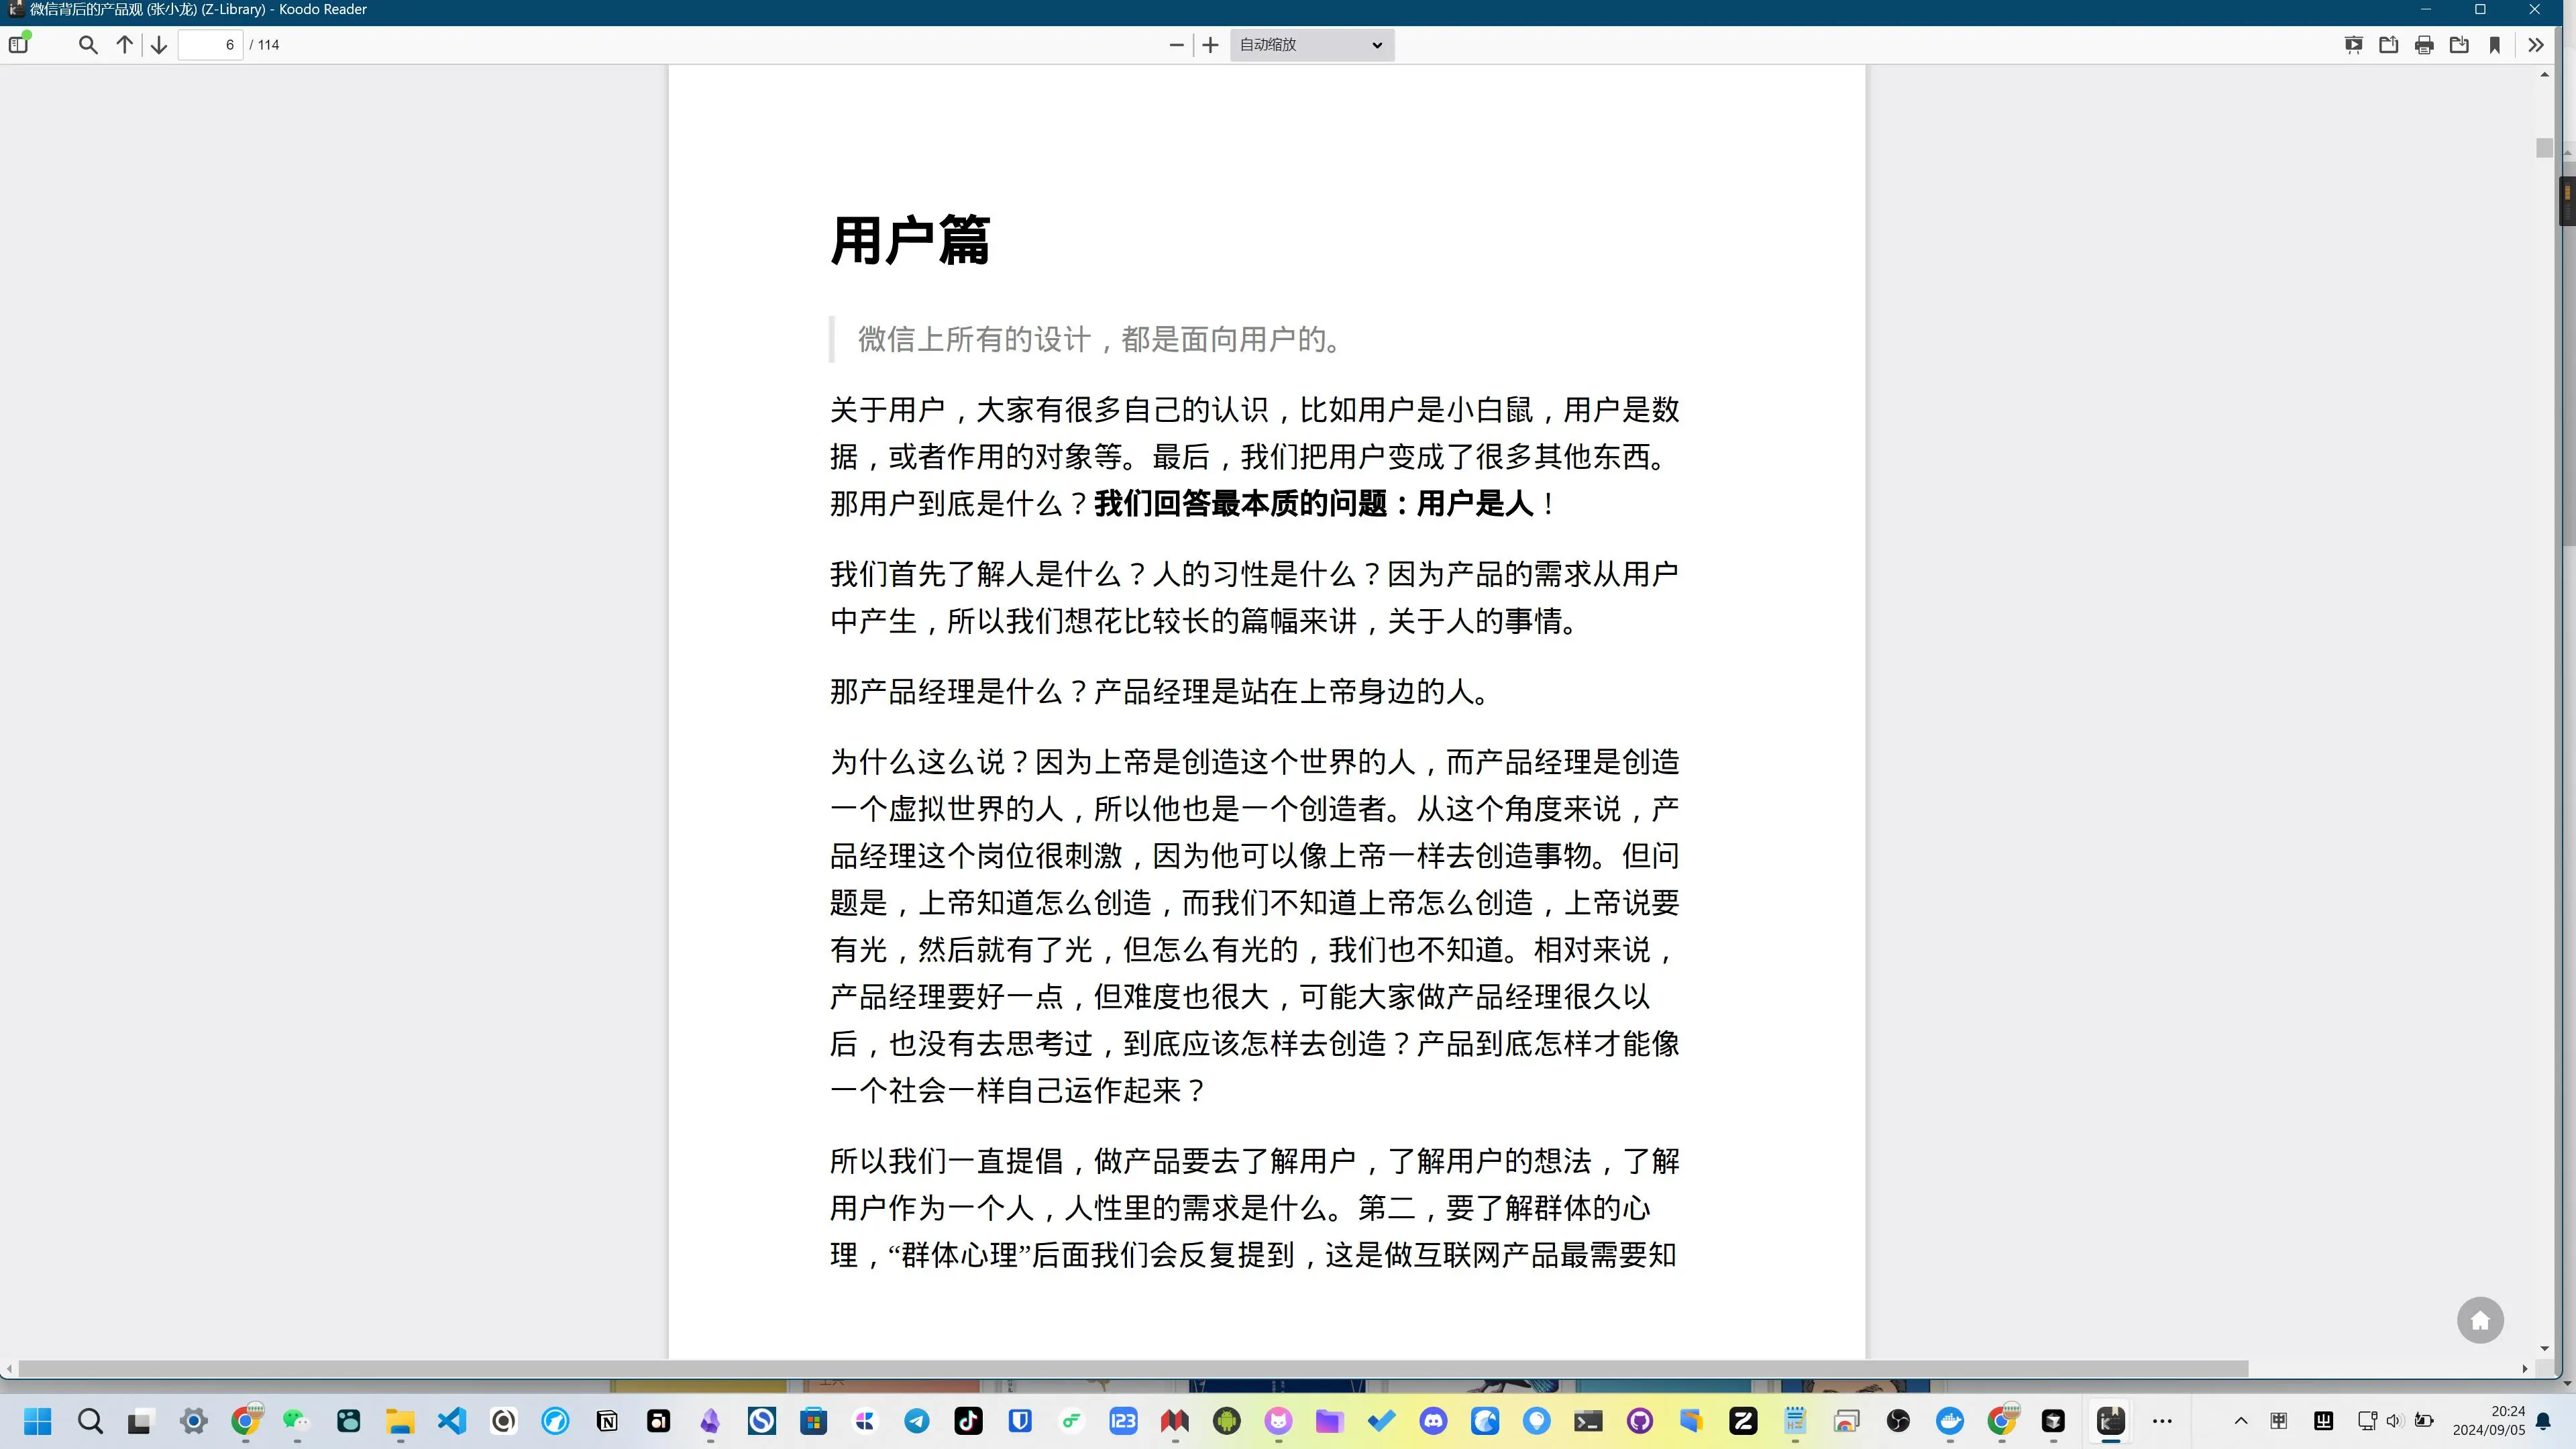 微信背后的产品观 (张小龙) (Z-Library) - Koodo Reader
6 / 114
自动缩放
用户篇
微信上所有的设计，都是面向用户的。
关于用户，大家有很多自己的认识，比如用户是小白鼠，用户是数
据，或者作用的对象等。最后，我们把用户变成了很多其他东西。
那用户到底是什么？我们回答最本质的问题：用户是人！
我们首先了解人是什么？人的习性是什么？因为产品的需求从用户
中产生，所以我们想花比较长的篇幅来讲，关于人的事情。
那产品经理是什么？产品经理是站在上帝身边的人。
为什么这么说？因为上帝是创造这个世界的人，而产品经理是创造
一个虚拟世界的人，所以他也是一个创造者。从这个角度来说，产
品经理这个岗位很刺激，因为他可以像上帝一样去创造事物。但问
题是，上帝知道怎么创造，而我们不知道上帝怎么创造，上帝说要
有光，然后就有了光，但怎么有光的，我们也不知道。相对来说，
产品经理要好一点，但难度也很大，可能大家做产品经理很久以
后，也没有去思考过，到底应该怎样去创造？产品到底怎样才能像
一个社会一样自己运作起来？
所以我们一直提倡，做产品要去了解用户，了解用户的想法，了解
用户作为一个人，人性里的需求是什么。第二，要了解群体的心
理，“群体心理”后面我们会反复提到，这是做互联网产品最需要知
123
20:24
2024/09/05